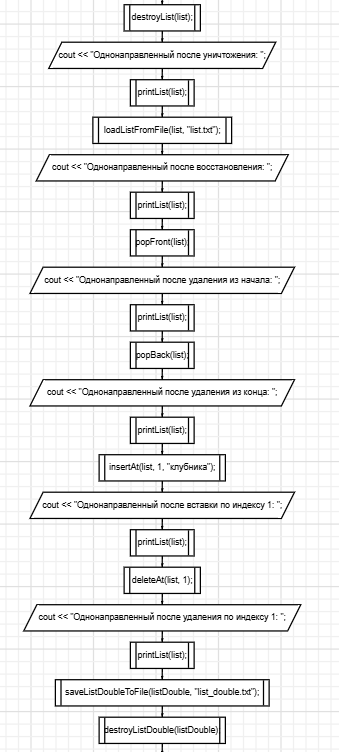 destroyList(list);
cout << "Однонаправленный после уничтожения: ";
printList(list);
loadListFromFile(list, "list.txt");
cout << "Однонаправленный после восстановления: ";
printList(list);
popFront(list);
cout << "Однонаправленный после удаления из начала: ";
printList(list);
popBack(list);
cout << "Однонаправленный после удаления из конца: ";
printList(list);
insertAt(list, 1, "клубника");
cout << "Однонаправленный после вставки по индексу 1: ";
printList(list);
deleteAt(list, 1);
cout << "Однонаправленный после удаления по индексу 1: ";
printList(list);
saveListDoubleToFile(listDouble, "list_double.txt");
destroyListDouble(listDouble)